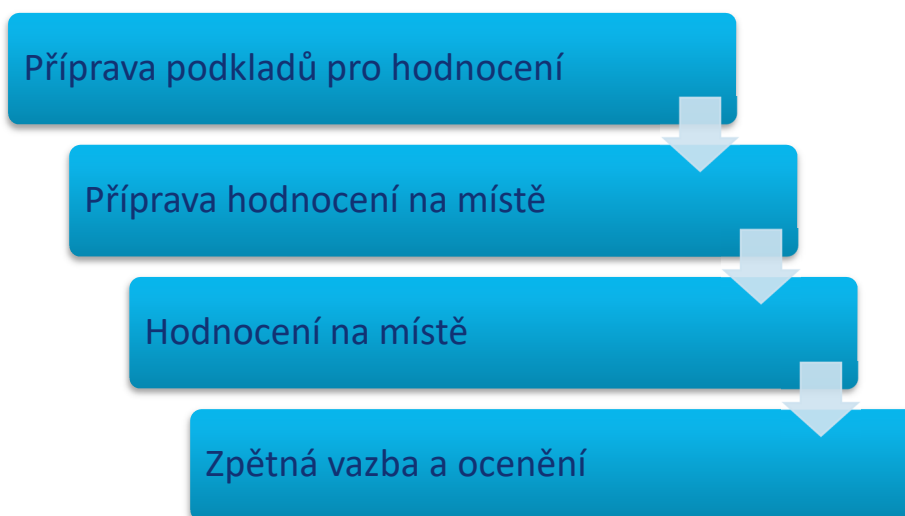 Příprava podkladů pro hodnocení
Příprava hodnocení na místě
Hodnocení na místě
Zpětná vazba a ocenění